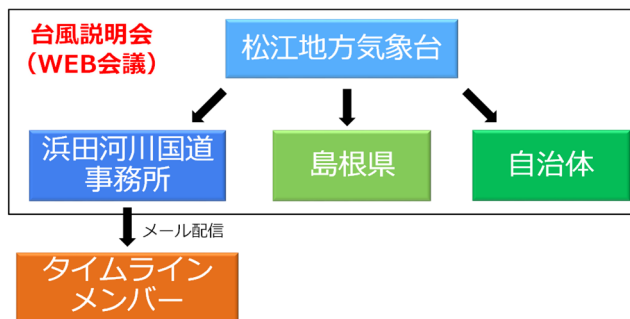 台風説明会
（WEB会議）
松江地方気象台
浜田河川国道
事務所
島根県
自治体
メール配信
タイムライン
メンバー